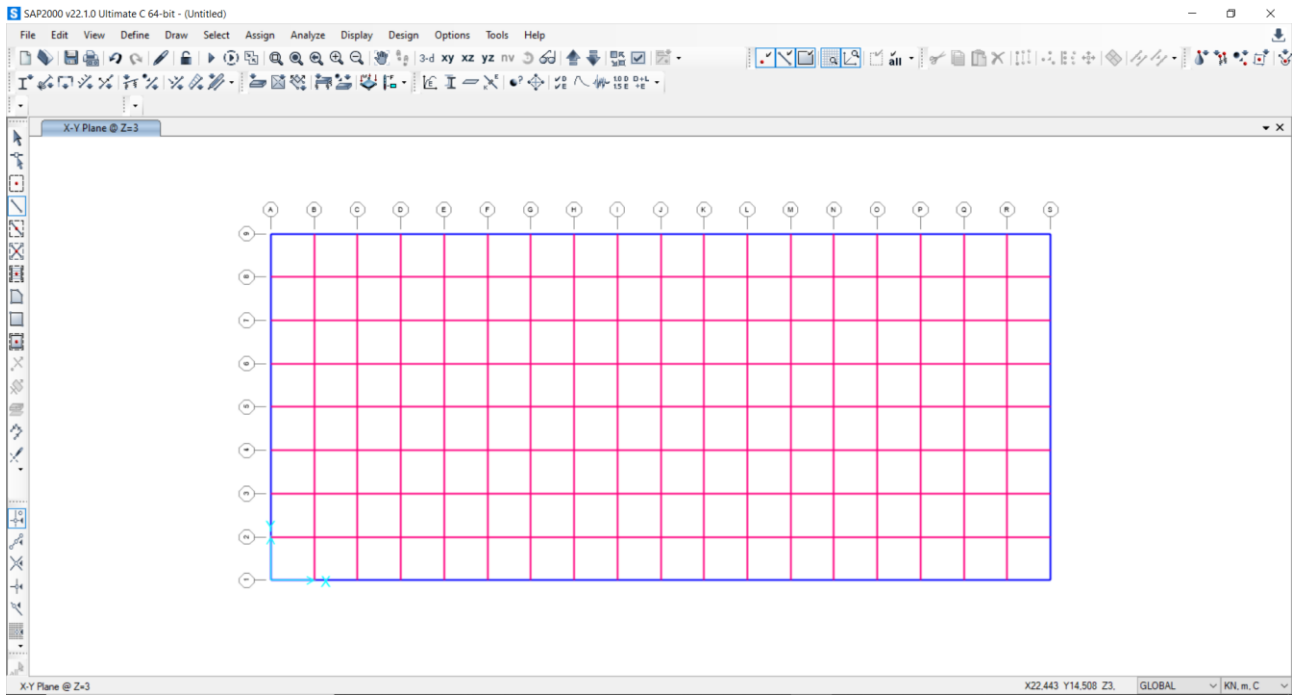 SAP2000 v22.1.0 Ultimate C 64-bit - (Untitled)
File Edit View Define Draw Select Assign Analyze Display Design Options Tools Help
3-d xy xz yz nv
all
X-Y Plane @ Z=3
A B C D E F G H I J K L M N O P Q R S
9
8
7
6
5
4
3
2
1
Y
X
X-Y Plane @ Z=3 X22.443 Y14.508 Z3. GLOBAL KN, m, C